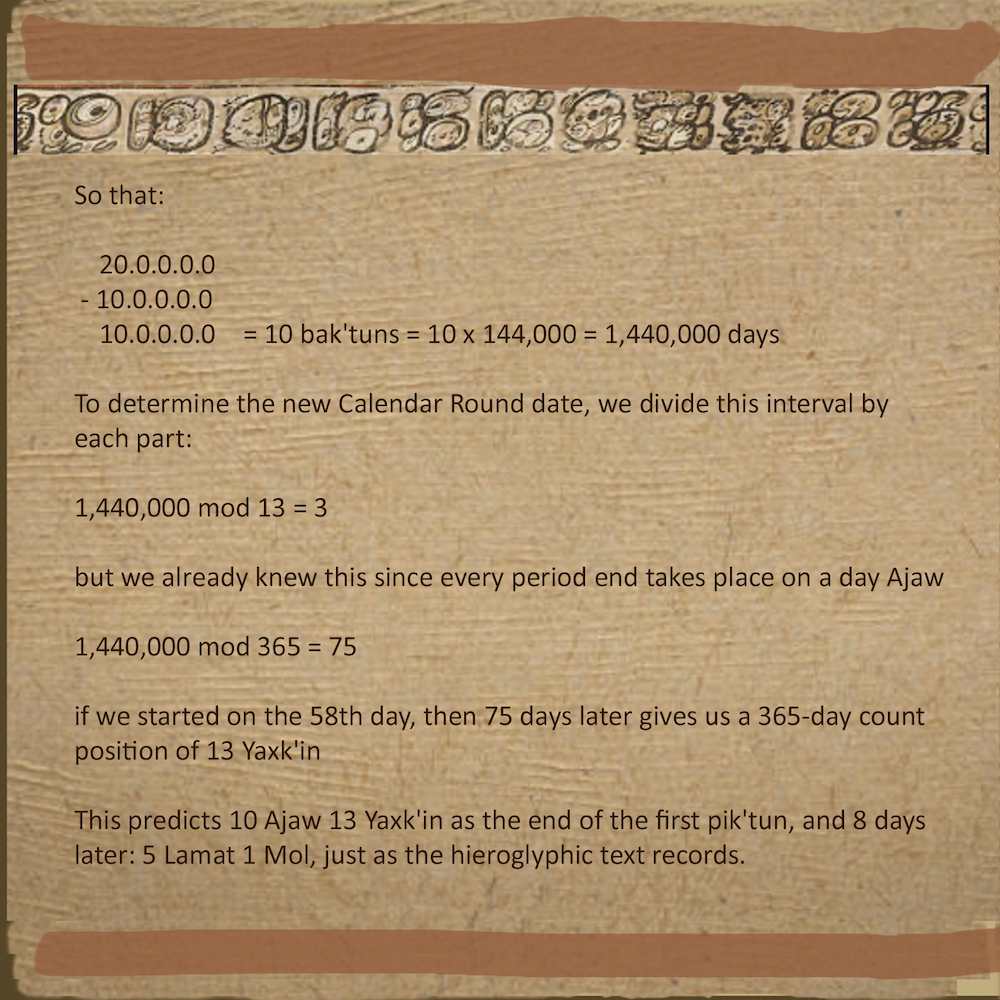 So that:
20.0.0.0.0
- 10.0.0.0.0
10.0.0.0.0 = 10 bak'tuns = 10 x 144,000 = 1,440,000 days
To determine the new Calendar Round date, we divide this interval by
each part:
1,440,000 mod 13 = 3
but we already knew this since every period end takes place on a day Ajaw
1,440,000 mod 365 = 75
if we started on the 58th day, then 75 days later gives us a 365-day count
position of 13 Yaxk'in
This predicts 10 Ajaw 13 Yaxk'in as the end of the first pik'tun, and 8 days
later: 5 Lamat 1 Mol, just as the hieroglyphic text records.